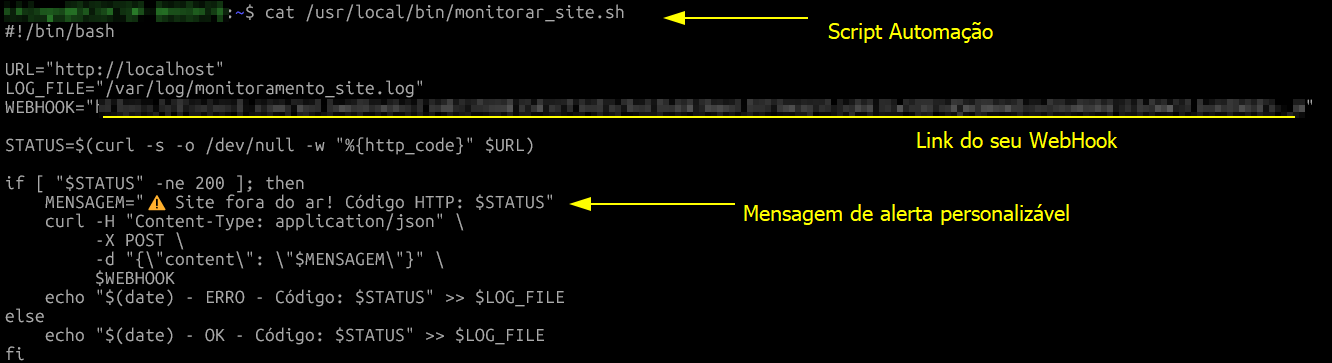 :~$ cat /usr/local/bin/monitorar_site.sh
Script Automação
#!/bin/bash
URL="http://localhost"
LOG_FILE="/var/log/monitoramento_site.log"
WEBHOOK="h"
Link do seu WebHook
STATUS=$(curl -s -o /dev/null -w "%{http_code}" $URL)
if [ "$STATUS" -ne 200 ]; then
    MENSAGEM="⚠️ Site fora do ar! Código HTTP: $STATUS"
Mensagem de alerta personalizável
    curl -H "Content-Type: application/json" \
         -X POST \
         -d "{\"content\": \"$MENSAGEM\"}" \
         $WEBHOOK
    echo "$(date) - ERRO - Código: $STATUS" >> $LOG_FILE
else
    echo "$(date) - OK - Código: $STATUS" >> $LOG_FILE
fi